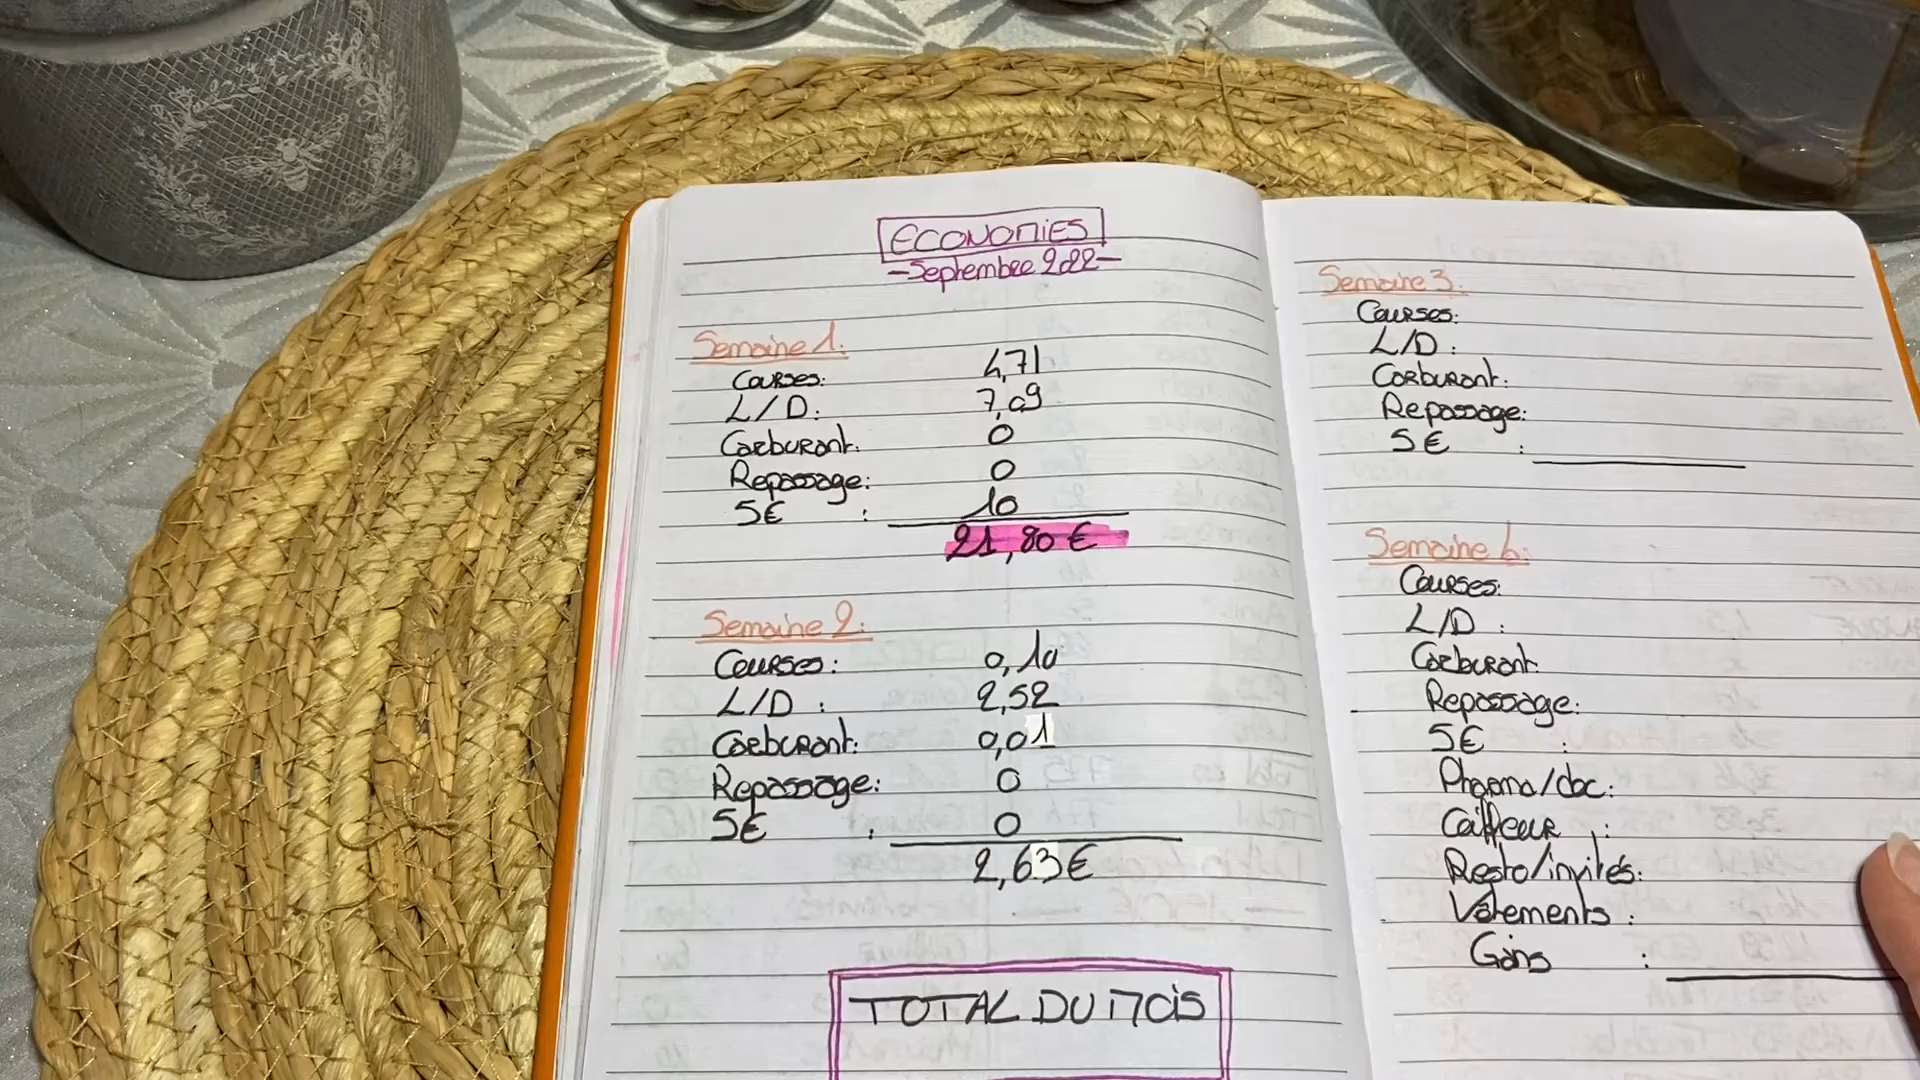 ECONOMIES
-Septembre 2022-
Semaine 1:
Courses: 4,71
L/D: 7,09
Carburant: 0
Repassage: 0
5€ : 10
21,80 €
Semaine 2:
Courses: 0,10
L/D : 2,52
Carburant: 0,01
Repassage: 0
5€ : 0
2,63€
TOTAL DU MOIS
Semaine 3:
Courses:
L/D :
Carburant:
Repassage:
5€ :
Semaine 4:
Courses:
L/D :
Carburant:
Repassage:
5€ :
Pharma/doc:
Coiffeur :
Resto/invités:
Vêtements :
Gains :